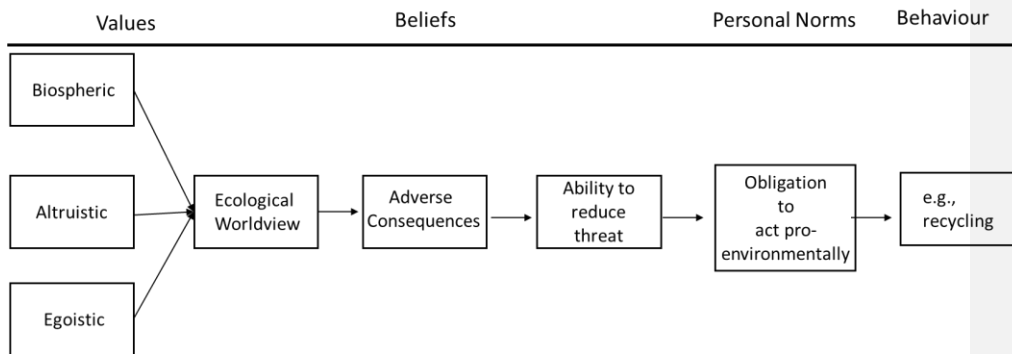 Values
Beliefs
Personal Norms
Behaviour
Biospheric
Altruistic
Egoistic
Ecological
Worldview
Adverse
Consequences
Ability to
reduce
threat
Obligation
to
act pro-
environmentally
e.g.,
recycling